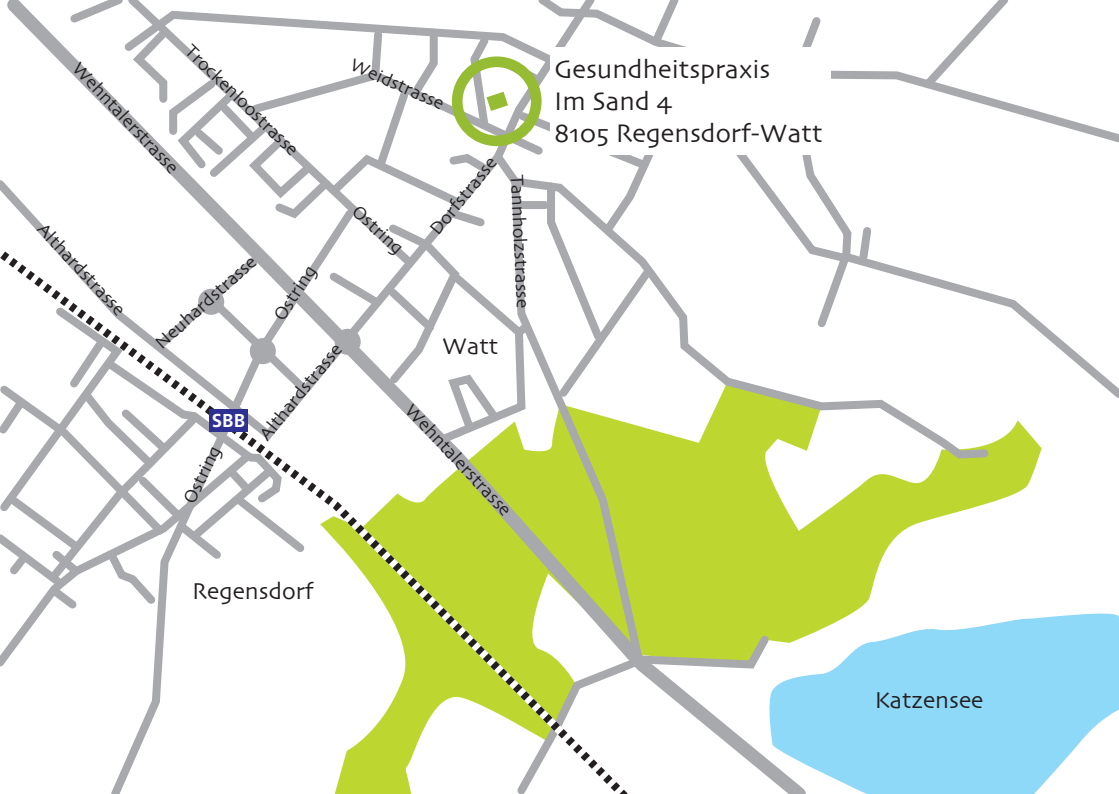 Gesundheitspraxis
Im Sand 4
8105 Regensdorf-Watt
Trockenloostrasse
Weidstrasse
Wehntalerstrasse
Dorfstrasse
Tannholzstrasse
Ostring
Althardstrasse
Neuhardstrasse
Ostring
Watt
Althardstrasse
SBB
Wehntalerstrasse
Ostring
Regensdorf
Katzensee